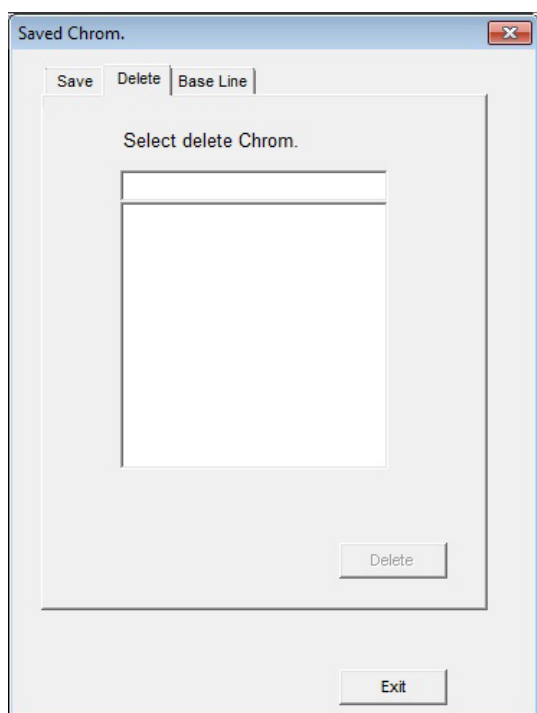 Saved Chrom.
Save Delete Base Line
Select delete Chrom.
Delete
Exit